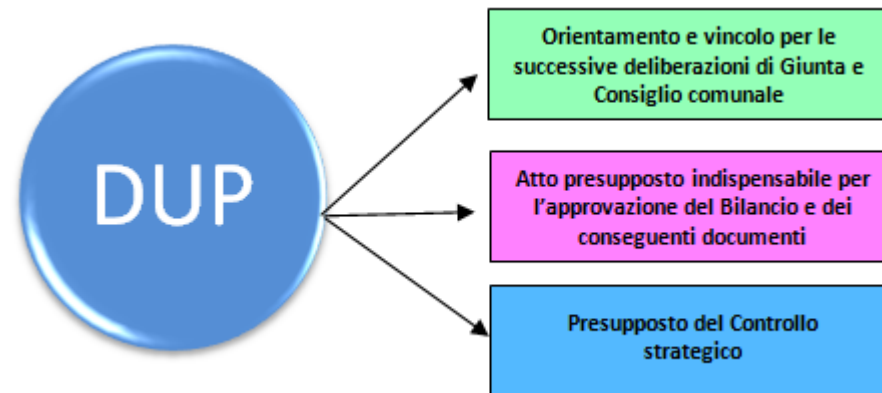 DUP
Orientamento e vincolo per le
successive deliberazioni di Giunta e
Consiglio comunale
Atto presupposto indispensabile per
l'approvazione del Bilancio e dei
conseguenti documenti
Presupposto del Controllo
strategico